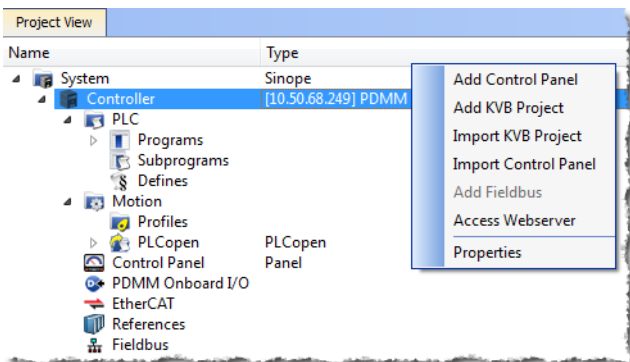 Project View
Name Type
System Sinope
Controller [10.50.68.249] PDMM
PLC
Programs
Subprograms
Defines
Motion
Profiles
PLCopen PLCopen
Control Panel Panel
PDMM Onboard I/O
EtherCAT
References
Fieldbus
Add Control Panel
Add KVB Project
Import KVB Project
Import Control Panel
Add Fieldbus
Access Webserver
Properties